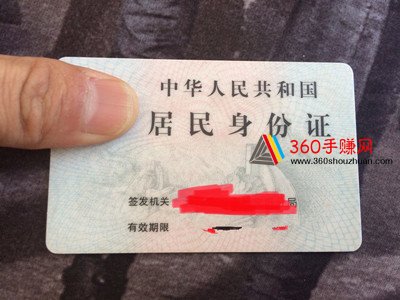 中华人民共和国
居民身份证
360手赚网
www.360shouzhuan.com
签发机关 局
有效期限